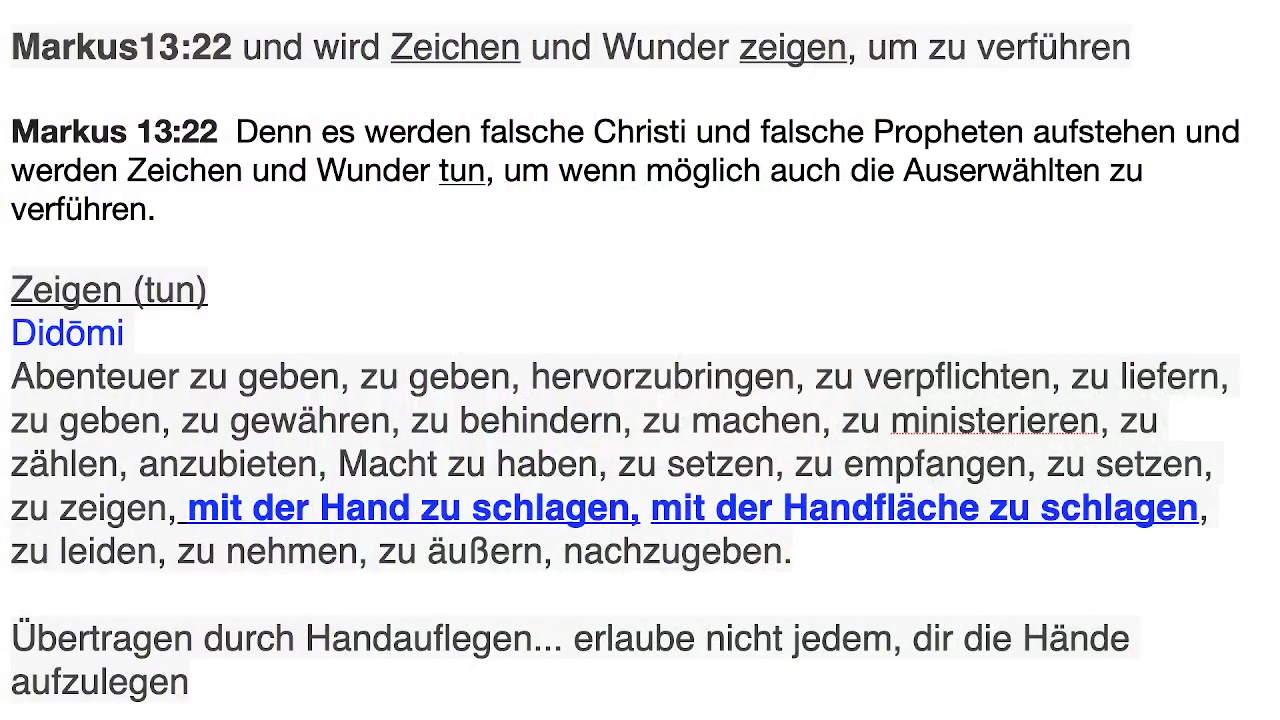 Markus13:22 und wird Zeichen und Wunder zeigen, um zu verführen
Markus 13:22  Denn es werden falsche Christi und falsche Propheten aufstehen und
werden Zeichen und Wunder tun, um wenn möglich auch die Auserwählten zu
verführen.
Zeigen (tun)
Didōmi
Abenteuer zu geben, zu geben, hervorzubringen, zu verpflichten, zu liefern,
zu geben, zu gewähren, zu behindern, zu machen, zu ministerieren, zu
zählen, anzubieten, Macht zu haben, zu setzen, zu empfangen, zu setzen,
zu zeigen, mit der Hand zu schlagen, mit der Handfläche zu schlagen,
zu leiden, zu nehmen, zu äußern, nachzugeben.
Übertragen durch Handauflegen... erlaube nicht jedem, dir die Hände
aufzulegen